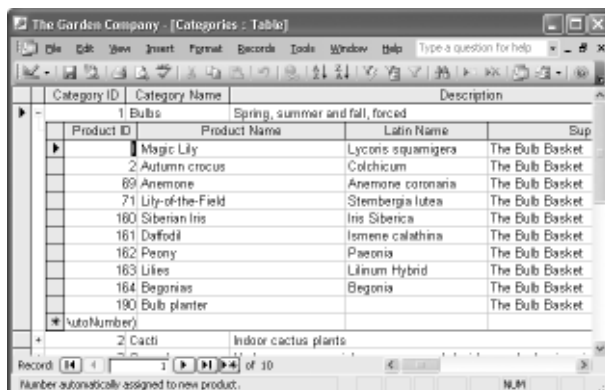 The Garden Company - [Categories : Table]
File Edit View Insert Format Records Tools Window Help Type a question for help
Category ID Category Name Description
1 Bulbs Spring, summer and fall, forced
Product ID Product Name Latin Name Sup
1 Magic Lily Lycoris squamigera The Bulb Basket
2 Autumn crocus Colchicum The Bulb Basket
69 Anemone Anemone coronaria The Bulb Basket
71 Lily-of-the-Field Sternbergia lutea The Bulb Basket
160 Siberian Iris Iris Siberica The Bulb Basket
161 Daffodil Ismene calathina The Bulb Basket
162 Peony Paeonia The Bulb Basket
163 Lilies Lilinum Hybrid The Bulb Basket
164 Begonias Begonia The Bulb Basket
190 Bulb planter The Bulb Basket
AutoNumber)
2 Cacti Indoor cactus plants
Record: 1 of 10
Number automatically assigned to new product. NUM